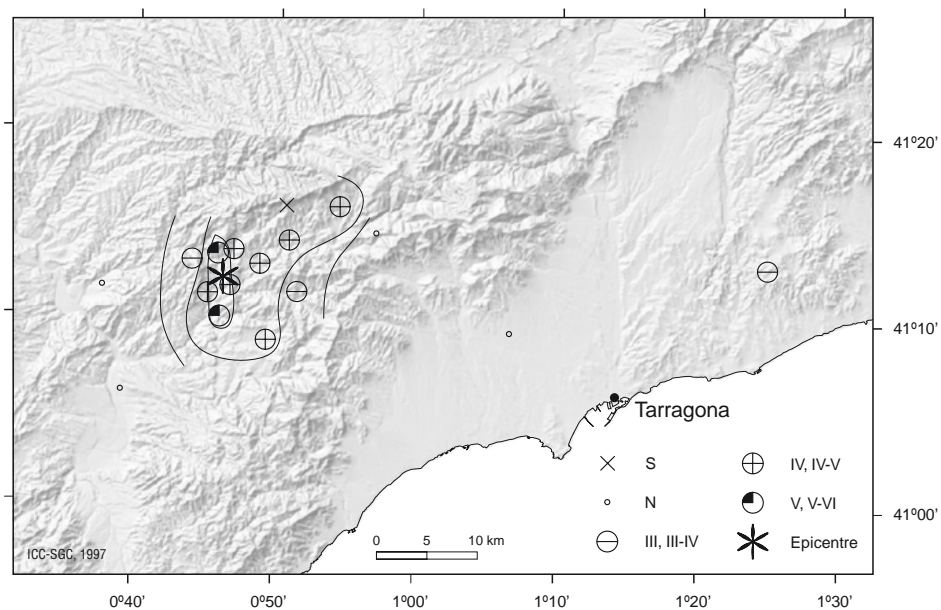 41º20'
41º10'
Tarragona
S
IV, IV-V
N
V, V-VI
41º00'
III, III-IV
Epicentre
0 5 10 km
ICC-SGC, 1997
0º40' 0º50' 1º00' 1º10' 1º20' 1º30'